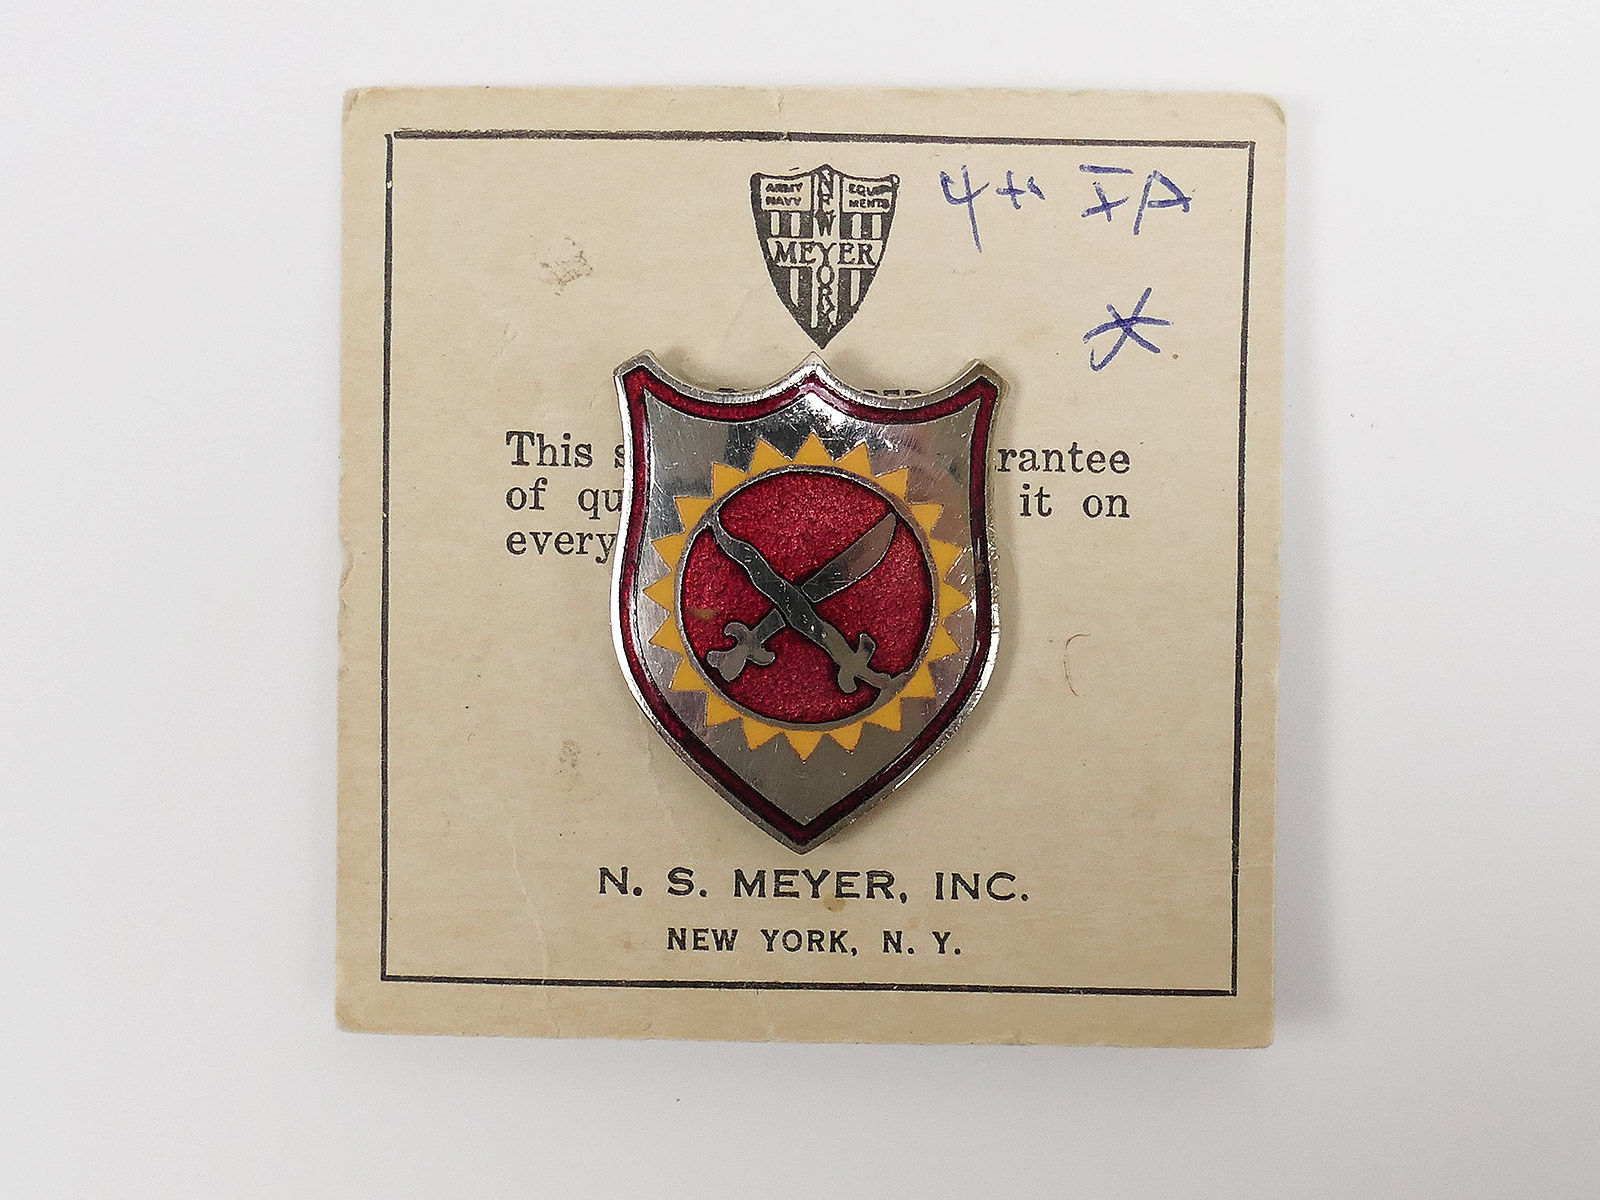 ARMY NAVY
EQUIP MENTS
NEW YORK
MEYER
4th FA
This
rantee
of qu
it on
every
N. S. MEYER, INC.
NEW YORK, N. Y.